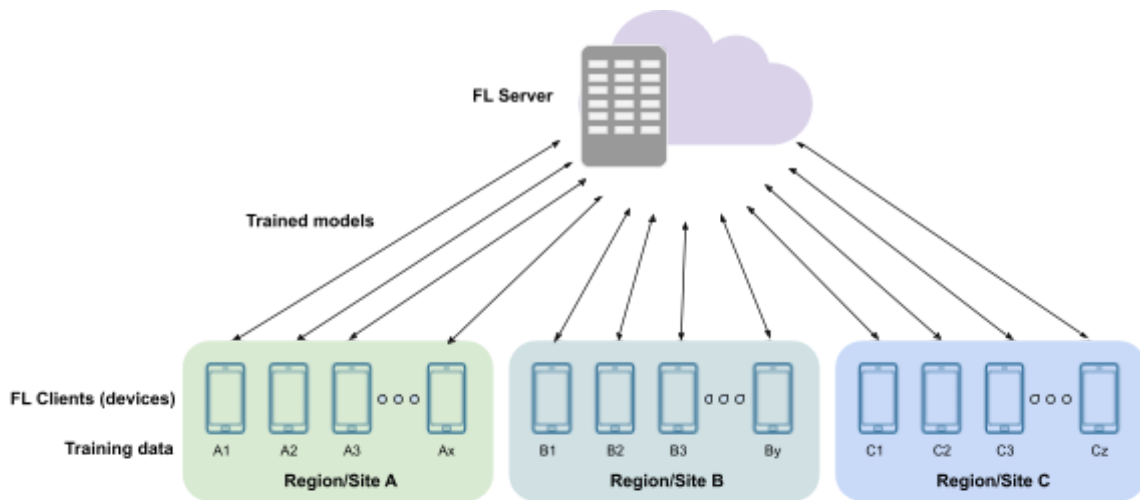 FL Server
Trained models
FL Clients (devices)
Training data
A1 A2 A3 Ax
B1 B2 B3 By
C1 C2 C3 Cz
Region/Site A
Region/Site B
Region/Site C